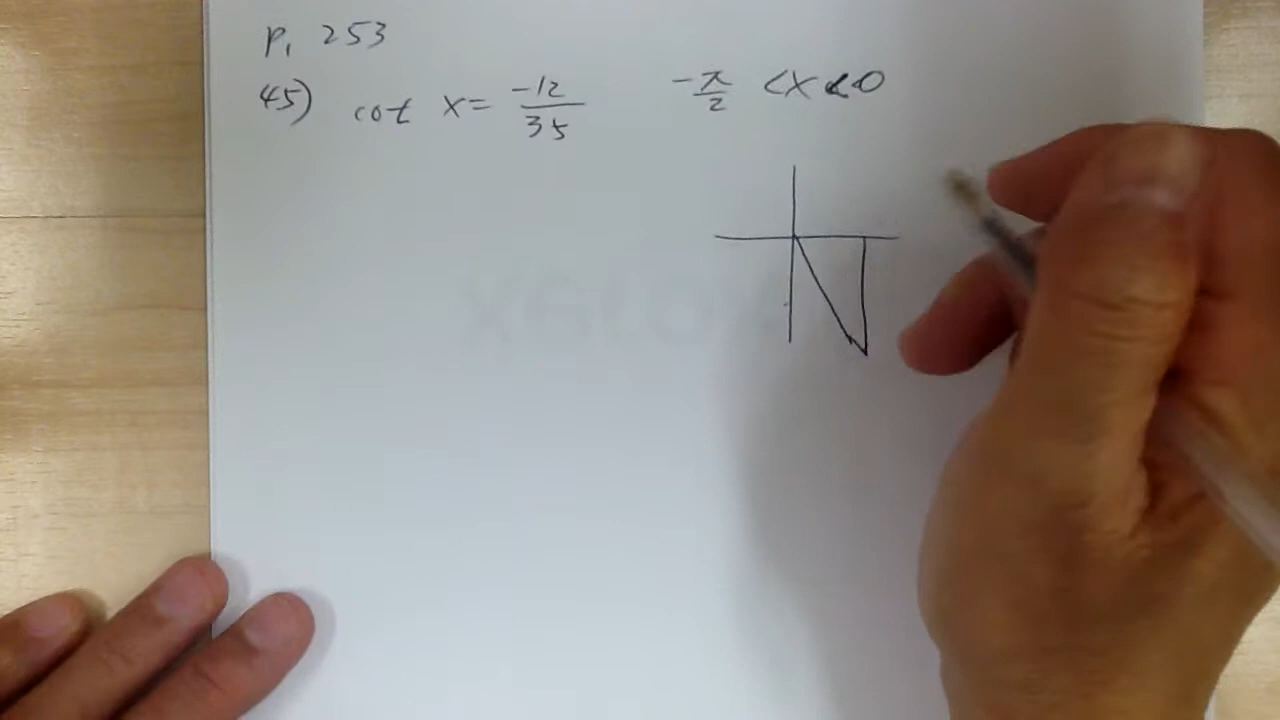 p. 253
45) cot x = -12/35 -π/2 < x < 0